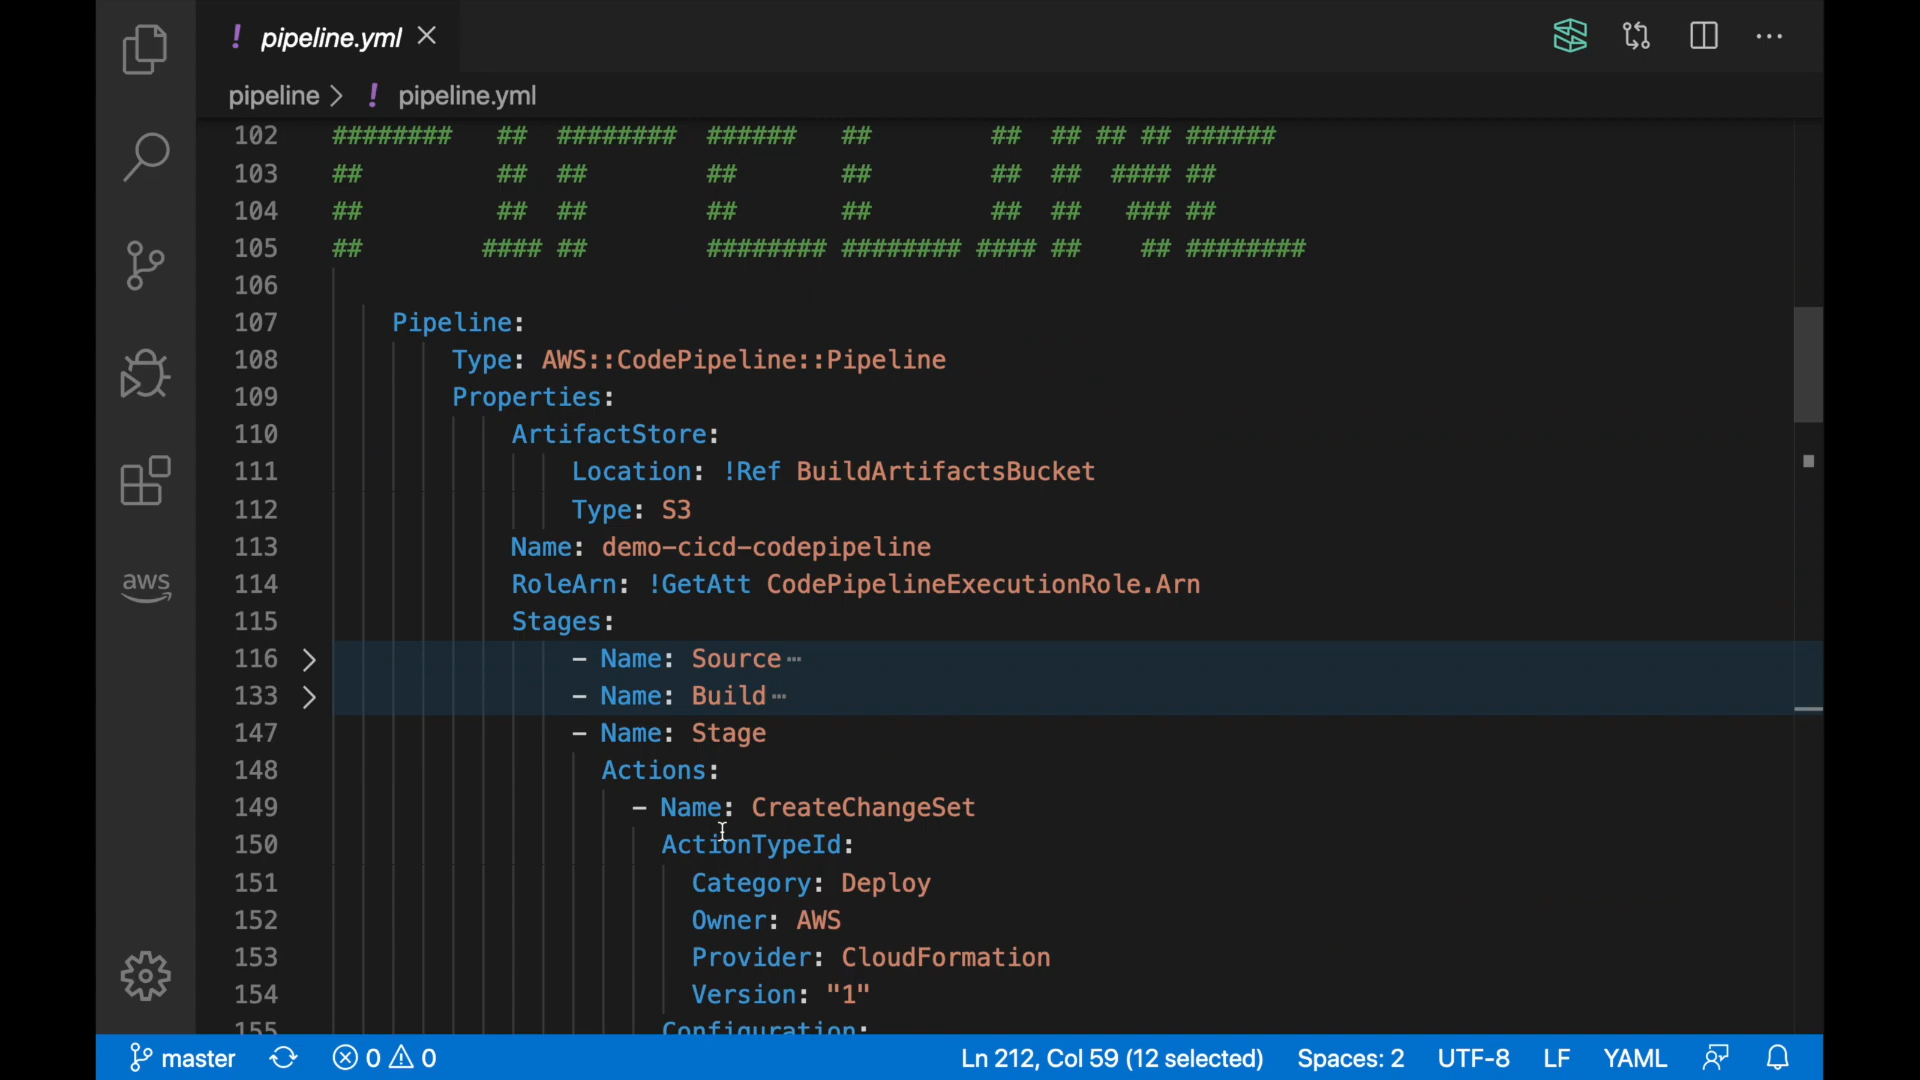 ! pipeline.yml
pipeline > ! pipeline.yml
102 ######## ## ######## ###### ## ## ## ## ## ######
103 ## ## ## ## ## ## ## #### ##
104 ## ## ## ## ## ## ## ### ##
105 ## #### ## ######## ######## #### ## ## ########
106
107 Pipeline:
108 Type: AWS::CodePipeline::Pipeline
109 Properties:
110 ArtifactStore:
111 Location: !Ref BuildArtifactsBucket
112 Type: S3
113 Name: demo-cicd-codepipeline
114 RoleArn: !GetAtt CodePipelineExecutionRole.Arn
115 Stages:
116 - Name: Source…
133 - Name: Build…
147 - Name: Stage
148 Actions:
149 - Name: CreateChangeSet
150 ActionTypeId:
151 Category: Deploy
152 Owner: AWS
153 Provider: CloudFormation
154 Version: "1"
155 Configuration:
aws
master 0 0 Ln 212, Col 59 (12 selected) Spaces: 2 UTF-8 LF YAML